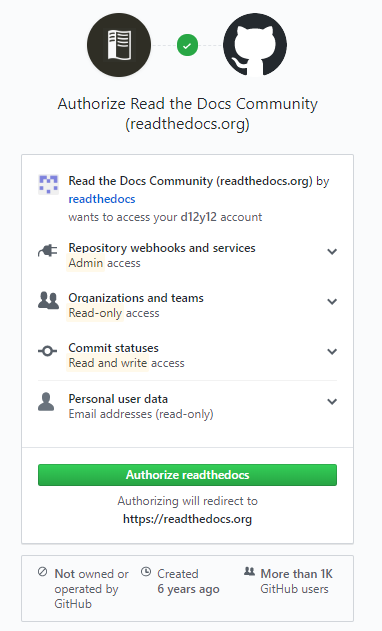 Authorize Read the Docs Community
(readthedocs.org)
Read the Docs Community (readthedocs.org) by
readthedocs
wants to access your d12y12 account
Repository webhooks and services
Admin access
Organizations and teams
Read-only access
Commit statuses
Read and write access
Personal user data
Email addresses (read-only)
Authorize readthedocs
Authorizing will redirect to
https://readthedocs.org
Not owned or
operated by
GitHub
Created
6 years ago
More than 1K
GitHub users